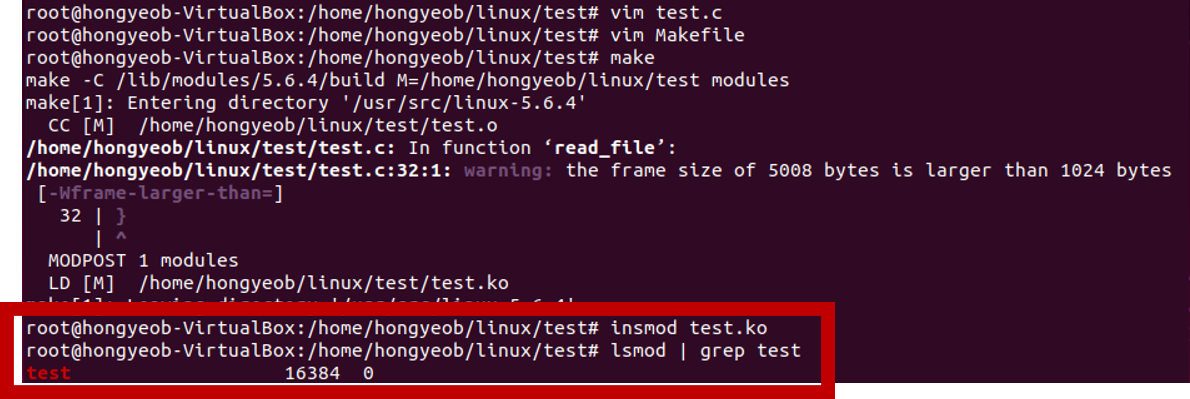 root@hongyeob-VirtualBox:/home/hongyeob/linux/test# vim test.c
root@hongyeob-VirtualBox:/home/hongyeob/linux/test# vim Makefile
root@hongyeob-VirtualBox:/home/hongyeob/linux/test# make
make -C /lib/modules/5.6.4/build M=/home/hongyeob/linux/test modules
make[1]: Entering directory '/usr/src/linux-5.6.4'
  CC [M]  /home/hongyeob/linux/test/test.o
/home/hongyeob/linux/test/test.c: In function ‘read_file’:
/home/hongyeob/linux/test/test.c:32:1: warning: the frame size of 5008 bytes is larger than 1024 bytes
 [-Wframe-larger-than=]
   32 | }
      | ^
  MODPOST 1 modules
  LD [M]  /home/hongyeob/linux/test/test.ko
root@hongyeob-VirtualBox:/home/hongyeob/linux/test# insmod test.ko
root@hongyeob-VirtualBox:/home/hongyeob/linux/test# lsmod | grep test
test                   16384  0